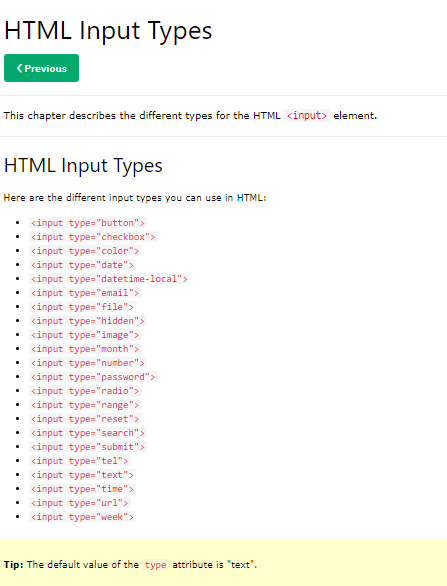 HTML Input Types
❮ Previous
This chapter describes the different types for the HTML <input> element.
HTML Input Types
Here are the different input types you can use in HTML:
• <input type="button">
• <input type="checkbox">
• <input type="color">
• <input type="date">
• <input type="datetime-local">
• <input type="email">
• <input type="file">
• <input type="hidden">
• <input type="image">
• <input type="month">
• <input type="number">
• <input type="password">
• <input type="radio">
• <input type="range">
• <input type="reset">
• <input type="search">
• <input type="submit">
• <input type="tel">
• <input type="text">
• <input type="time">
• <input type="url">
• <input type="week">
Tip: The default value of the type attribute is "text".